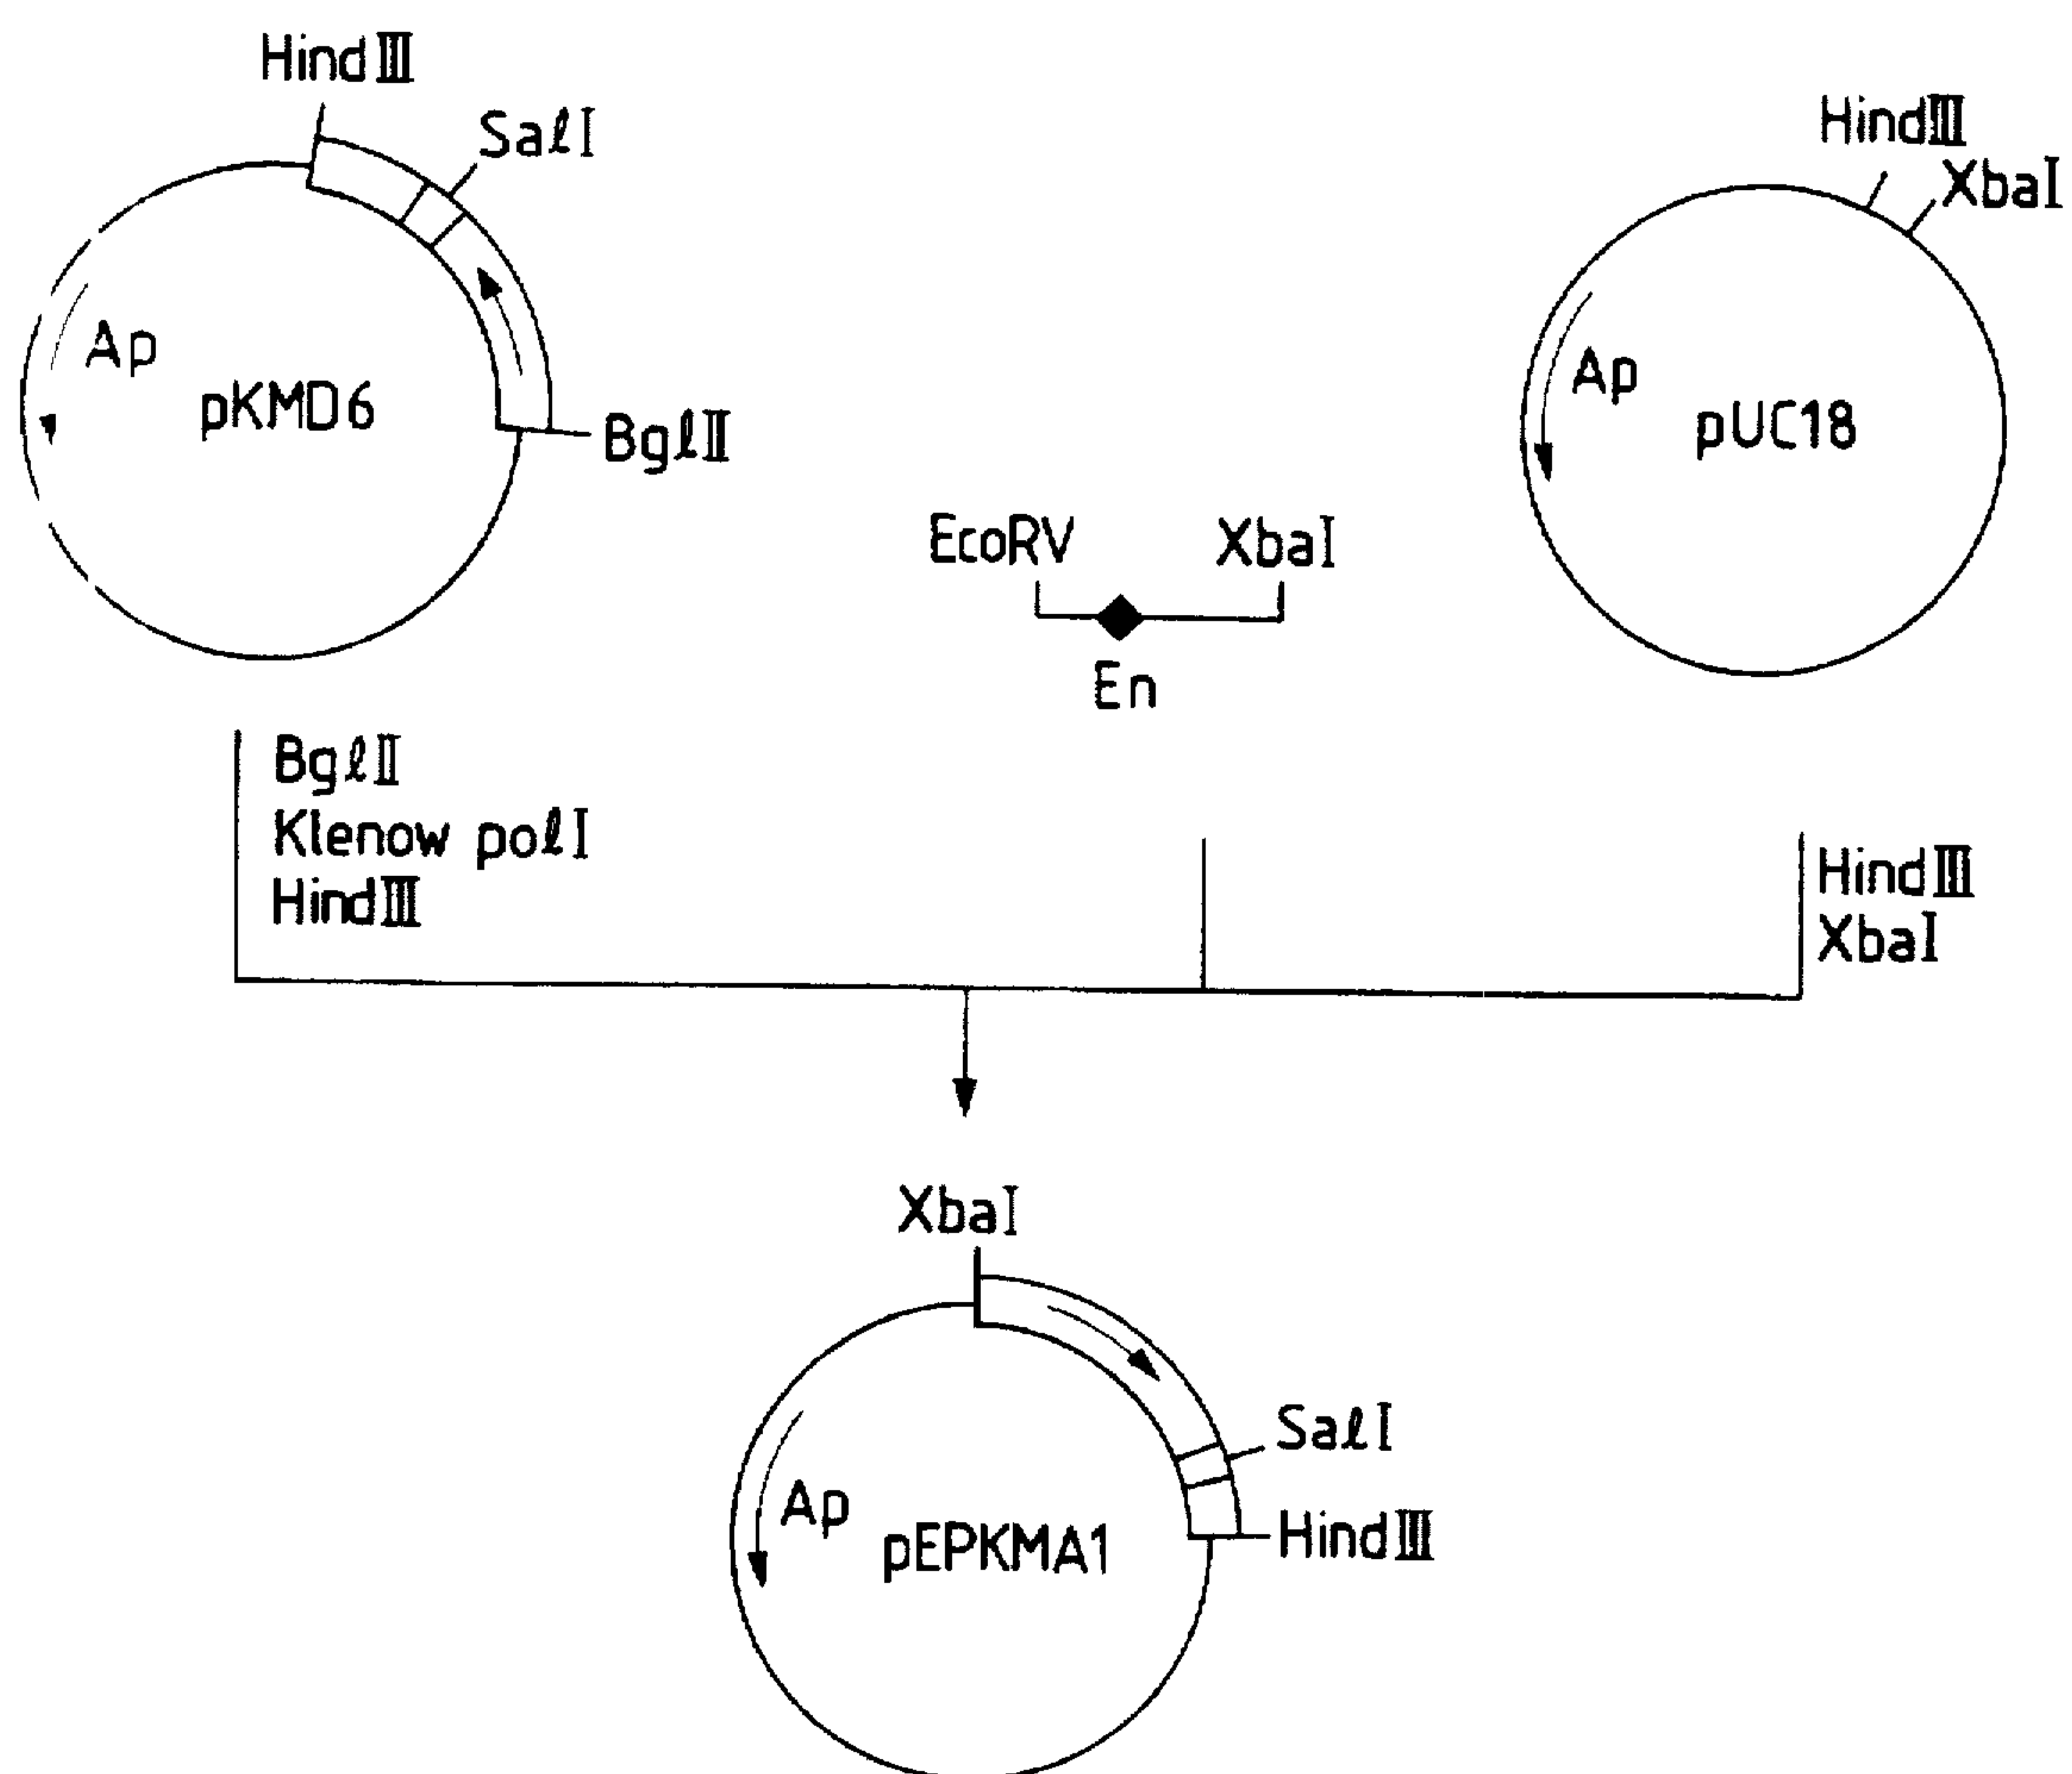 HindIII
SalI
Ap
pKMD6
BglII
HindIII
XbaI
Ap
pUC18
EcoRV
XbaI
En
BglII
Klenow polI
HindIII
HindIII
XbaI
XbaI
SalI
Ap
pEPKMA1
HindIII